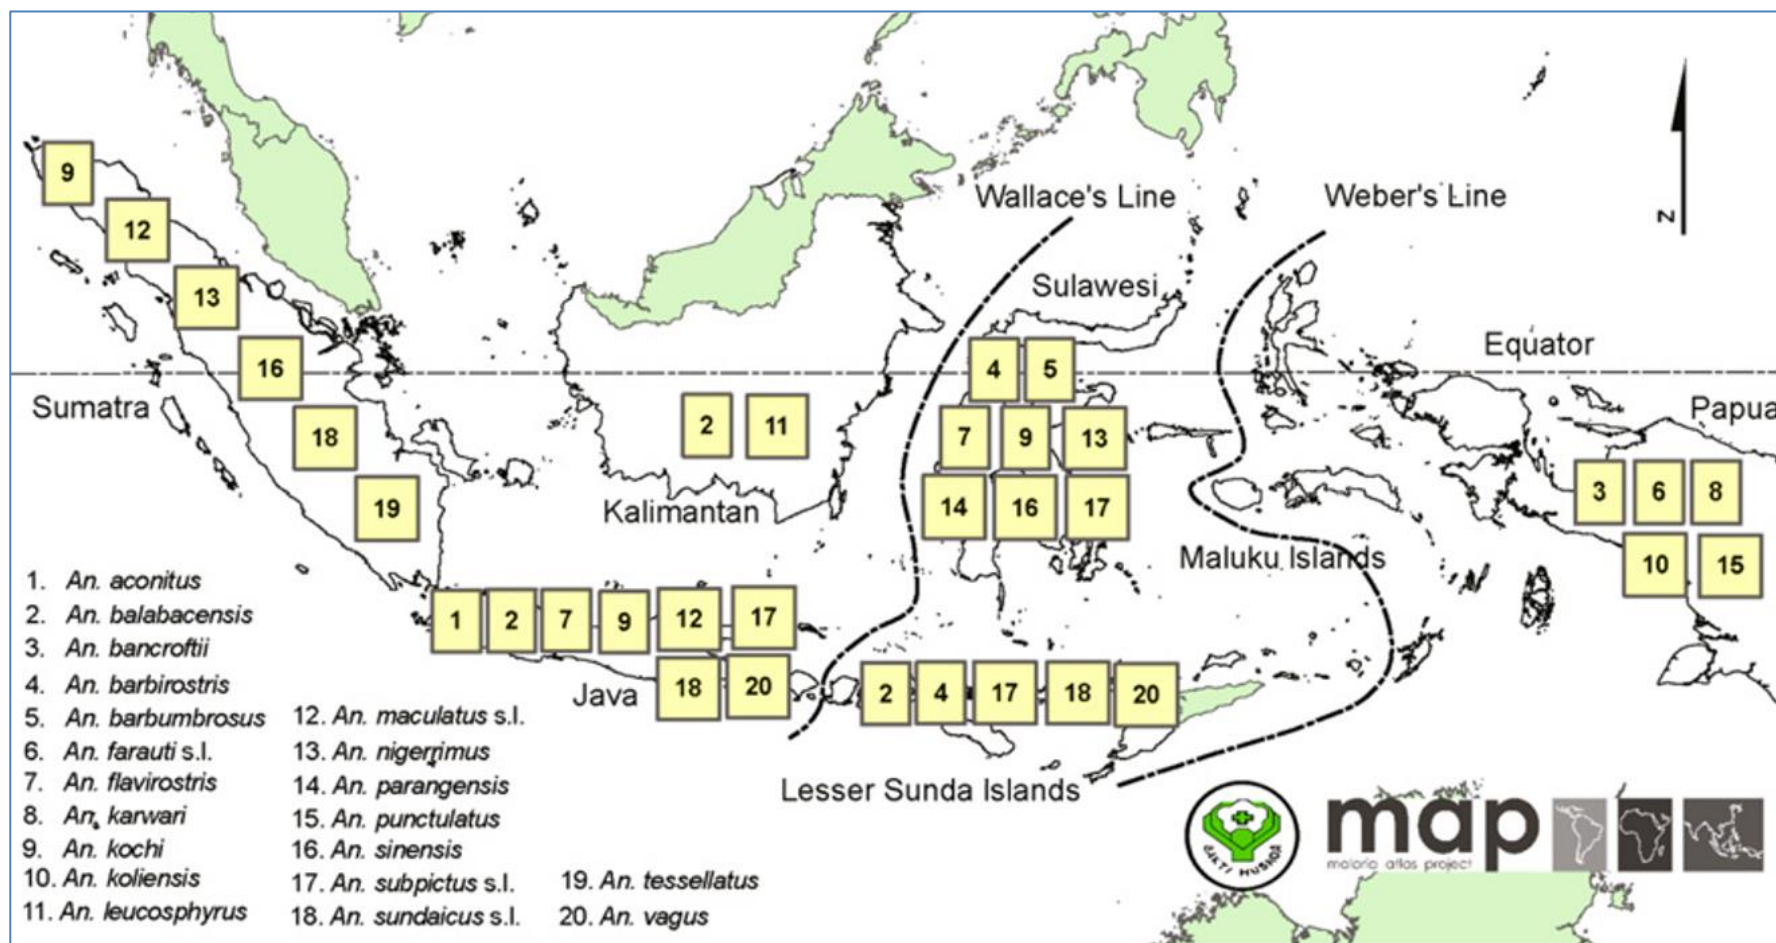 Wallace's Line
Weber's Line
N
Sulawesi
Equator
Sumatra
Papua
Kalimantan
Maluku Islands
Java
Lesser Sunda Islands
9
12
13
16
18
19
2 11
4 5
7 9 13
14 16 17
3 6 8
10 15
1 2 7 9 12 17
18 20
2 4 17 18 20
1. An. aconitus
2. An. balabacensis
3. An. bancroftii
4. An. barbirostris
5. An. barbumbrosus
6. An. farauti s.l.
7. An. flavirostris
8. An. karwari
9. An. kochi
10. An. koliensis
11. An. leucosphyrus
12. An. maculatus s.l.
13. An. nigerrimus
14. An. parangensis
15. An. punctulatus
16. An. sinensis
17. An. subpictus s.l.
18. An. sundaicus s.l.
19. An. tessellatus
20. An. vagus
BAKTI HUSADA
map
malaria atlas project